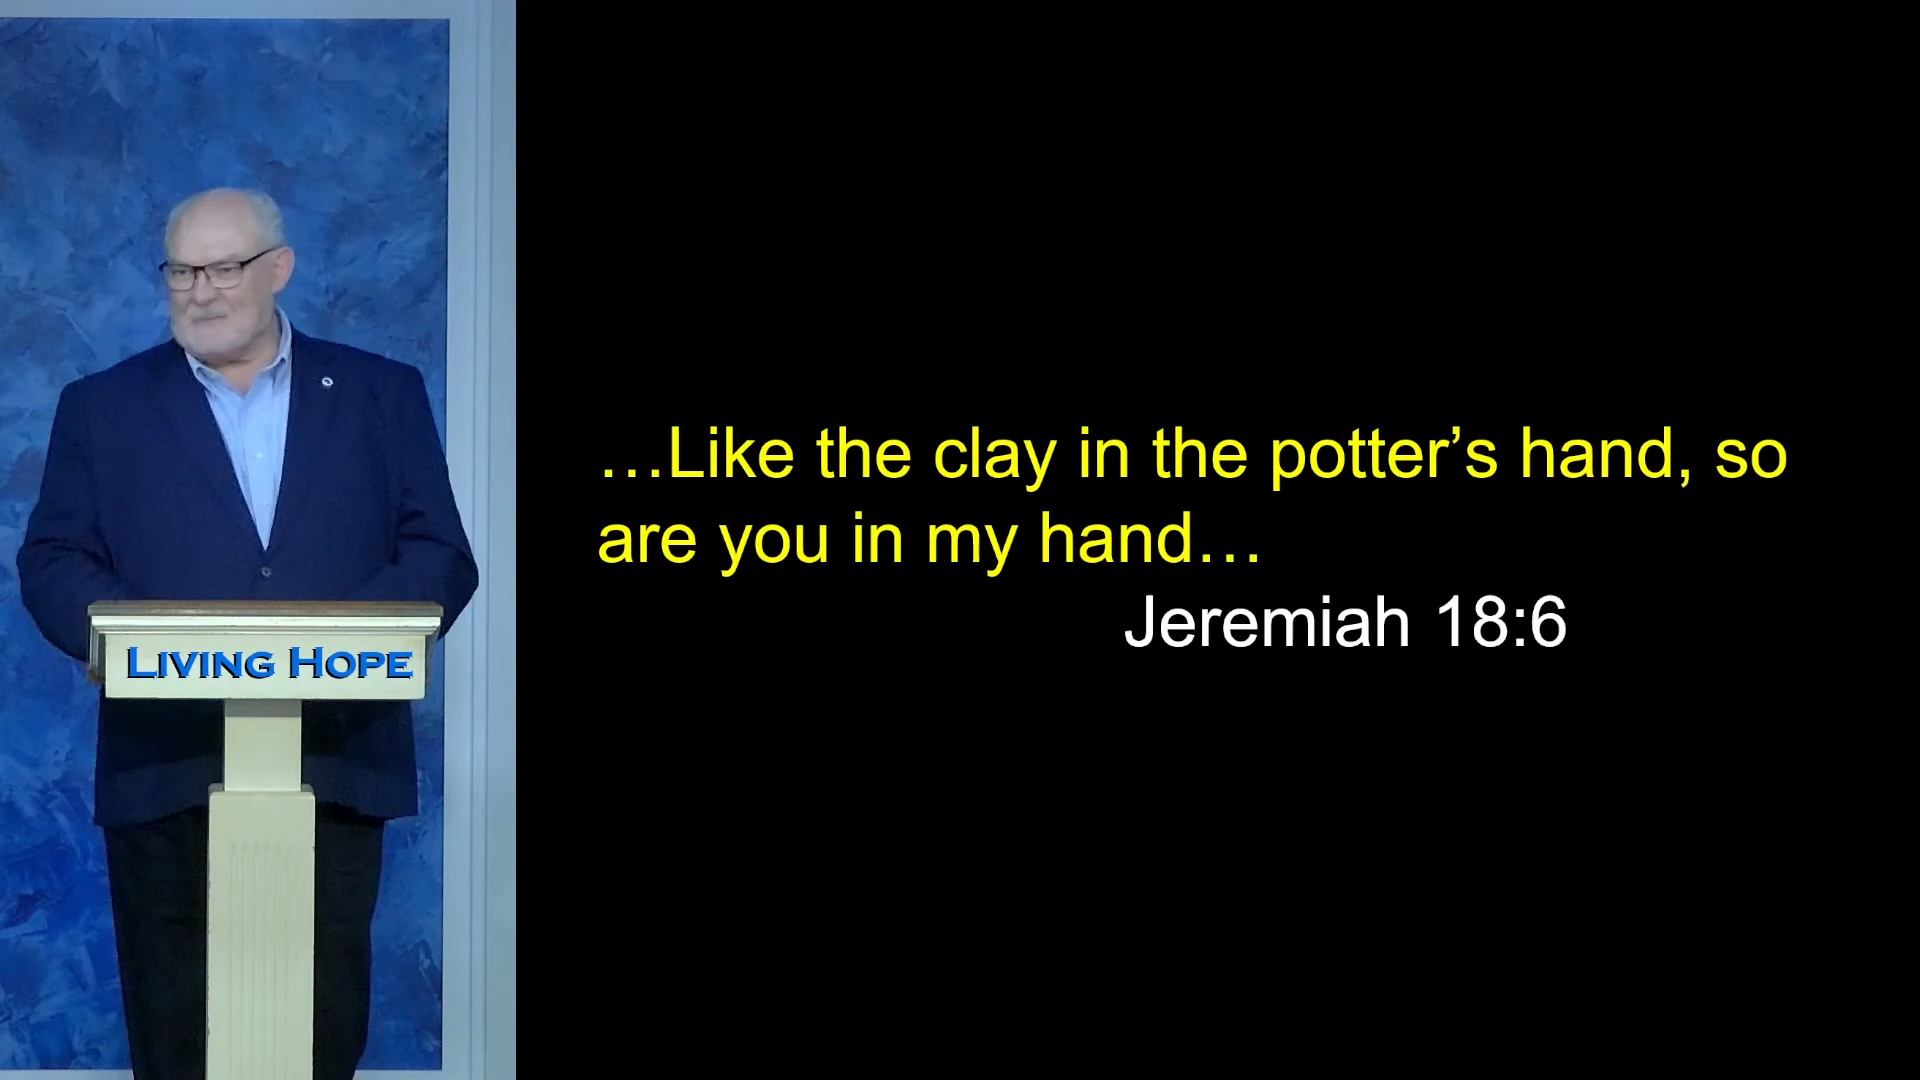 LIVING HOPE
…Like the clay in the potter’s hand, so
are you in my hand…
Jeremiah 18:6